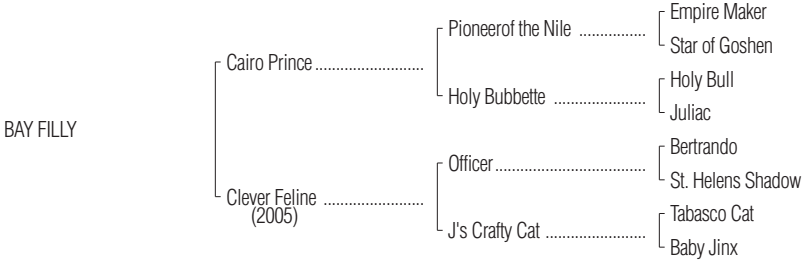 Empire Maker
Pioneerof the Nile ................
Star of Goshen
Cairo Prince ..........................
Holy Bull
Holy Bubbette ......................
Juliac
BAY FILLY
Bertrando
Officer ....................................
St. Helens Shadow
Clever Feline ........................
(2005)
Tabasco Cat
J's Crafty Cat ........................
Baby Jinx